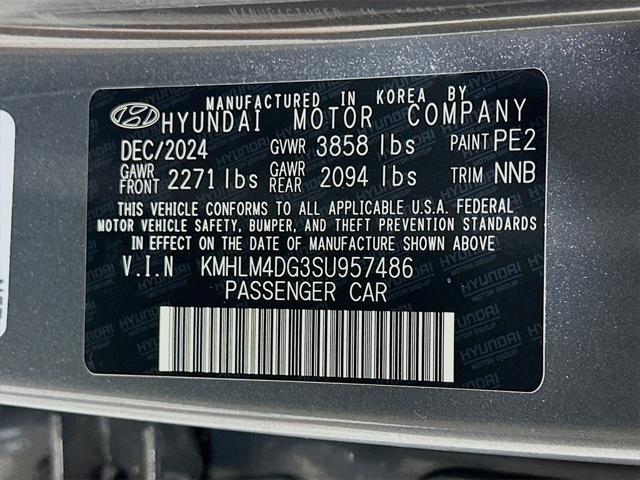 MANUFACTURED IN KOREA BY
HYUNDAI MOTOR COMPANY
DEC/2024 GVWR 3858 lbs PAINT PE2
GAWR FRONT 2271 lbs GAWR REAR 2094 lbs TRIM NNB
THIS VEHICLE CONFORMS TO ALL APPLICABLE U.S.A. FEDERAL
MOTOR VEHICLE SAFETY, BUMPER, AND THEFT PREVENTION STANDARDS
IN EFFECT ON THE DATE OF MANUFACTURE SHOWN ABOVE
V.I.N KMHLM4DG3SU957486
PASSENGER CAR